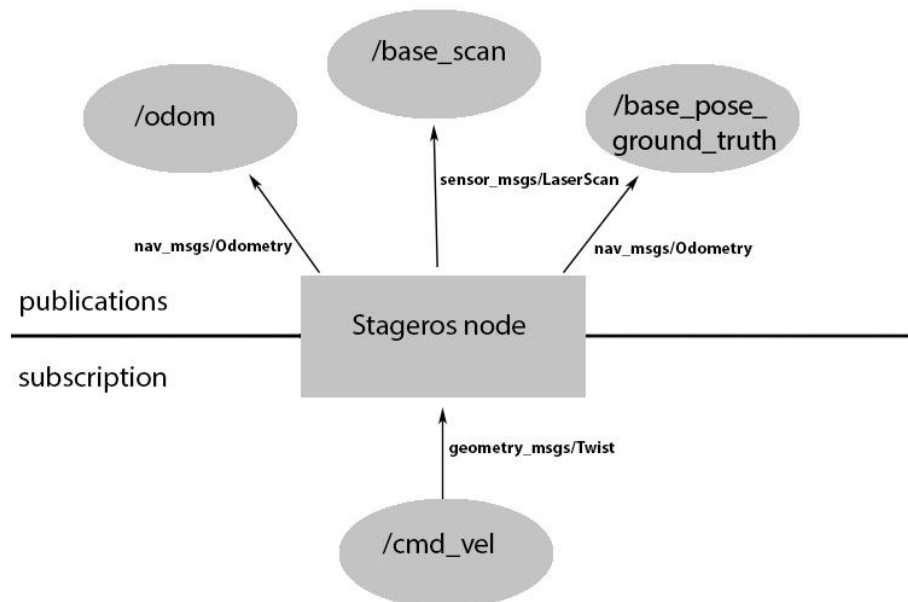 /base_scan
/odom
/base_pose_
ground_truth
sensor_msgs/LaserScan
nav_msgs/Odometry
nav_msgs/Odometry
publications
Stageros node
subscription
geometry_msgs/Twist
/cmd_vel